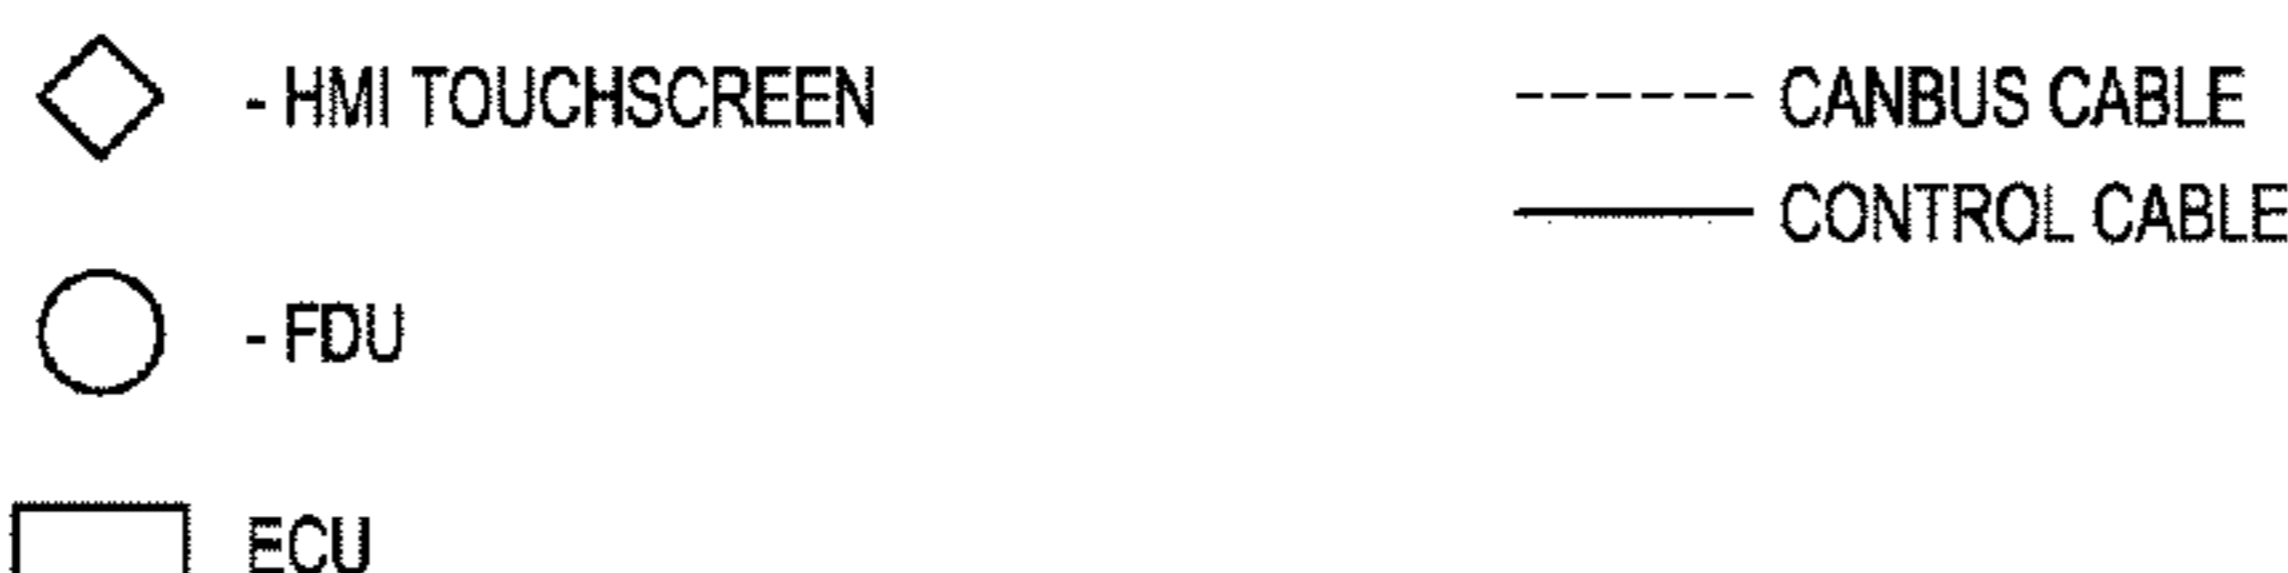 - HMI TOUCHSCREEN
CANBUS CABLE
CONTROL CABLE
- FDU
ECU